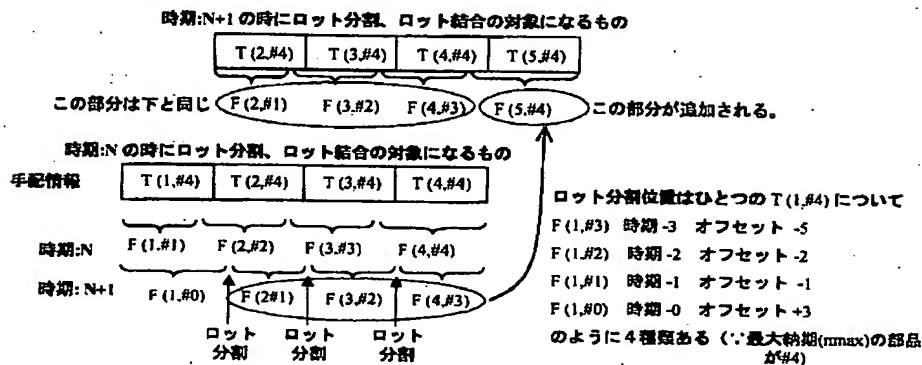 時期:N+1 の時にロット分割、ロット結合の対象になるもの
T (2,#4) T (3,#4) T (4,#4) T (5,#4)
この部分は下と同じ F (2,#1) F (3,#2) F (4,#3) F (5,#4) この部分が追加される。
時期:N の時にロット分割、ロット結合の対象になるもの
手配情報 T (1,#4) T (2,#4) T (3,#4) T (4,#4)
時期:N F (1,#1) F (2,#2) F (3,#3) F (4,#4)
時期: N+1 F (1,#0) F (2#1) F (3,#2) F (4,#3)
ロット分割 ロット分割 ロット分割
ロット分割位置はひとつの T (1,#4) について
F (1,#3) 時期 -3 オフセット -5
F (1,#2) 時期 -2 オフセット -2
F (1,#1) 時期 -1 オフセット -1
F (1,#0) 時期 -0 オフセット +3
のように4種類ある (∵最大納期(nmax)の部品
が#4)